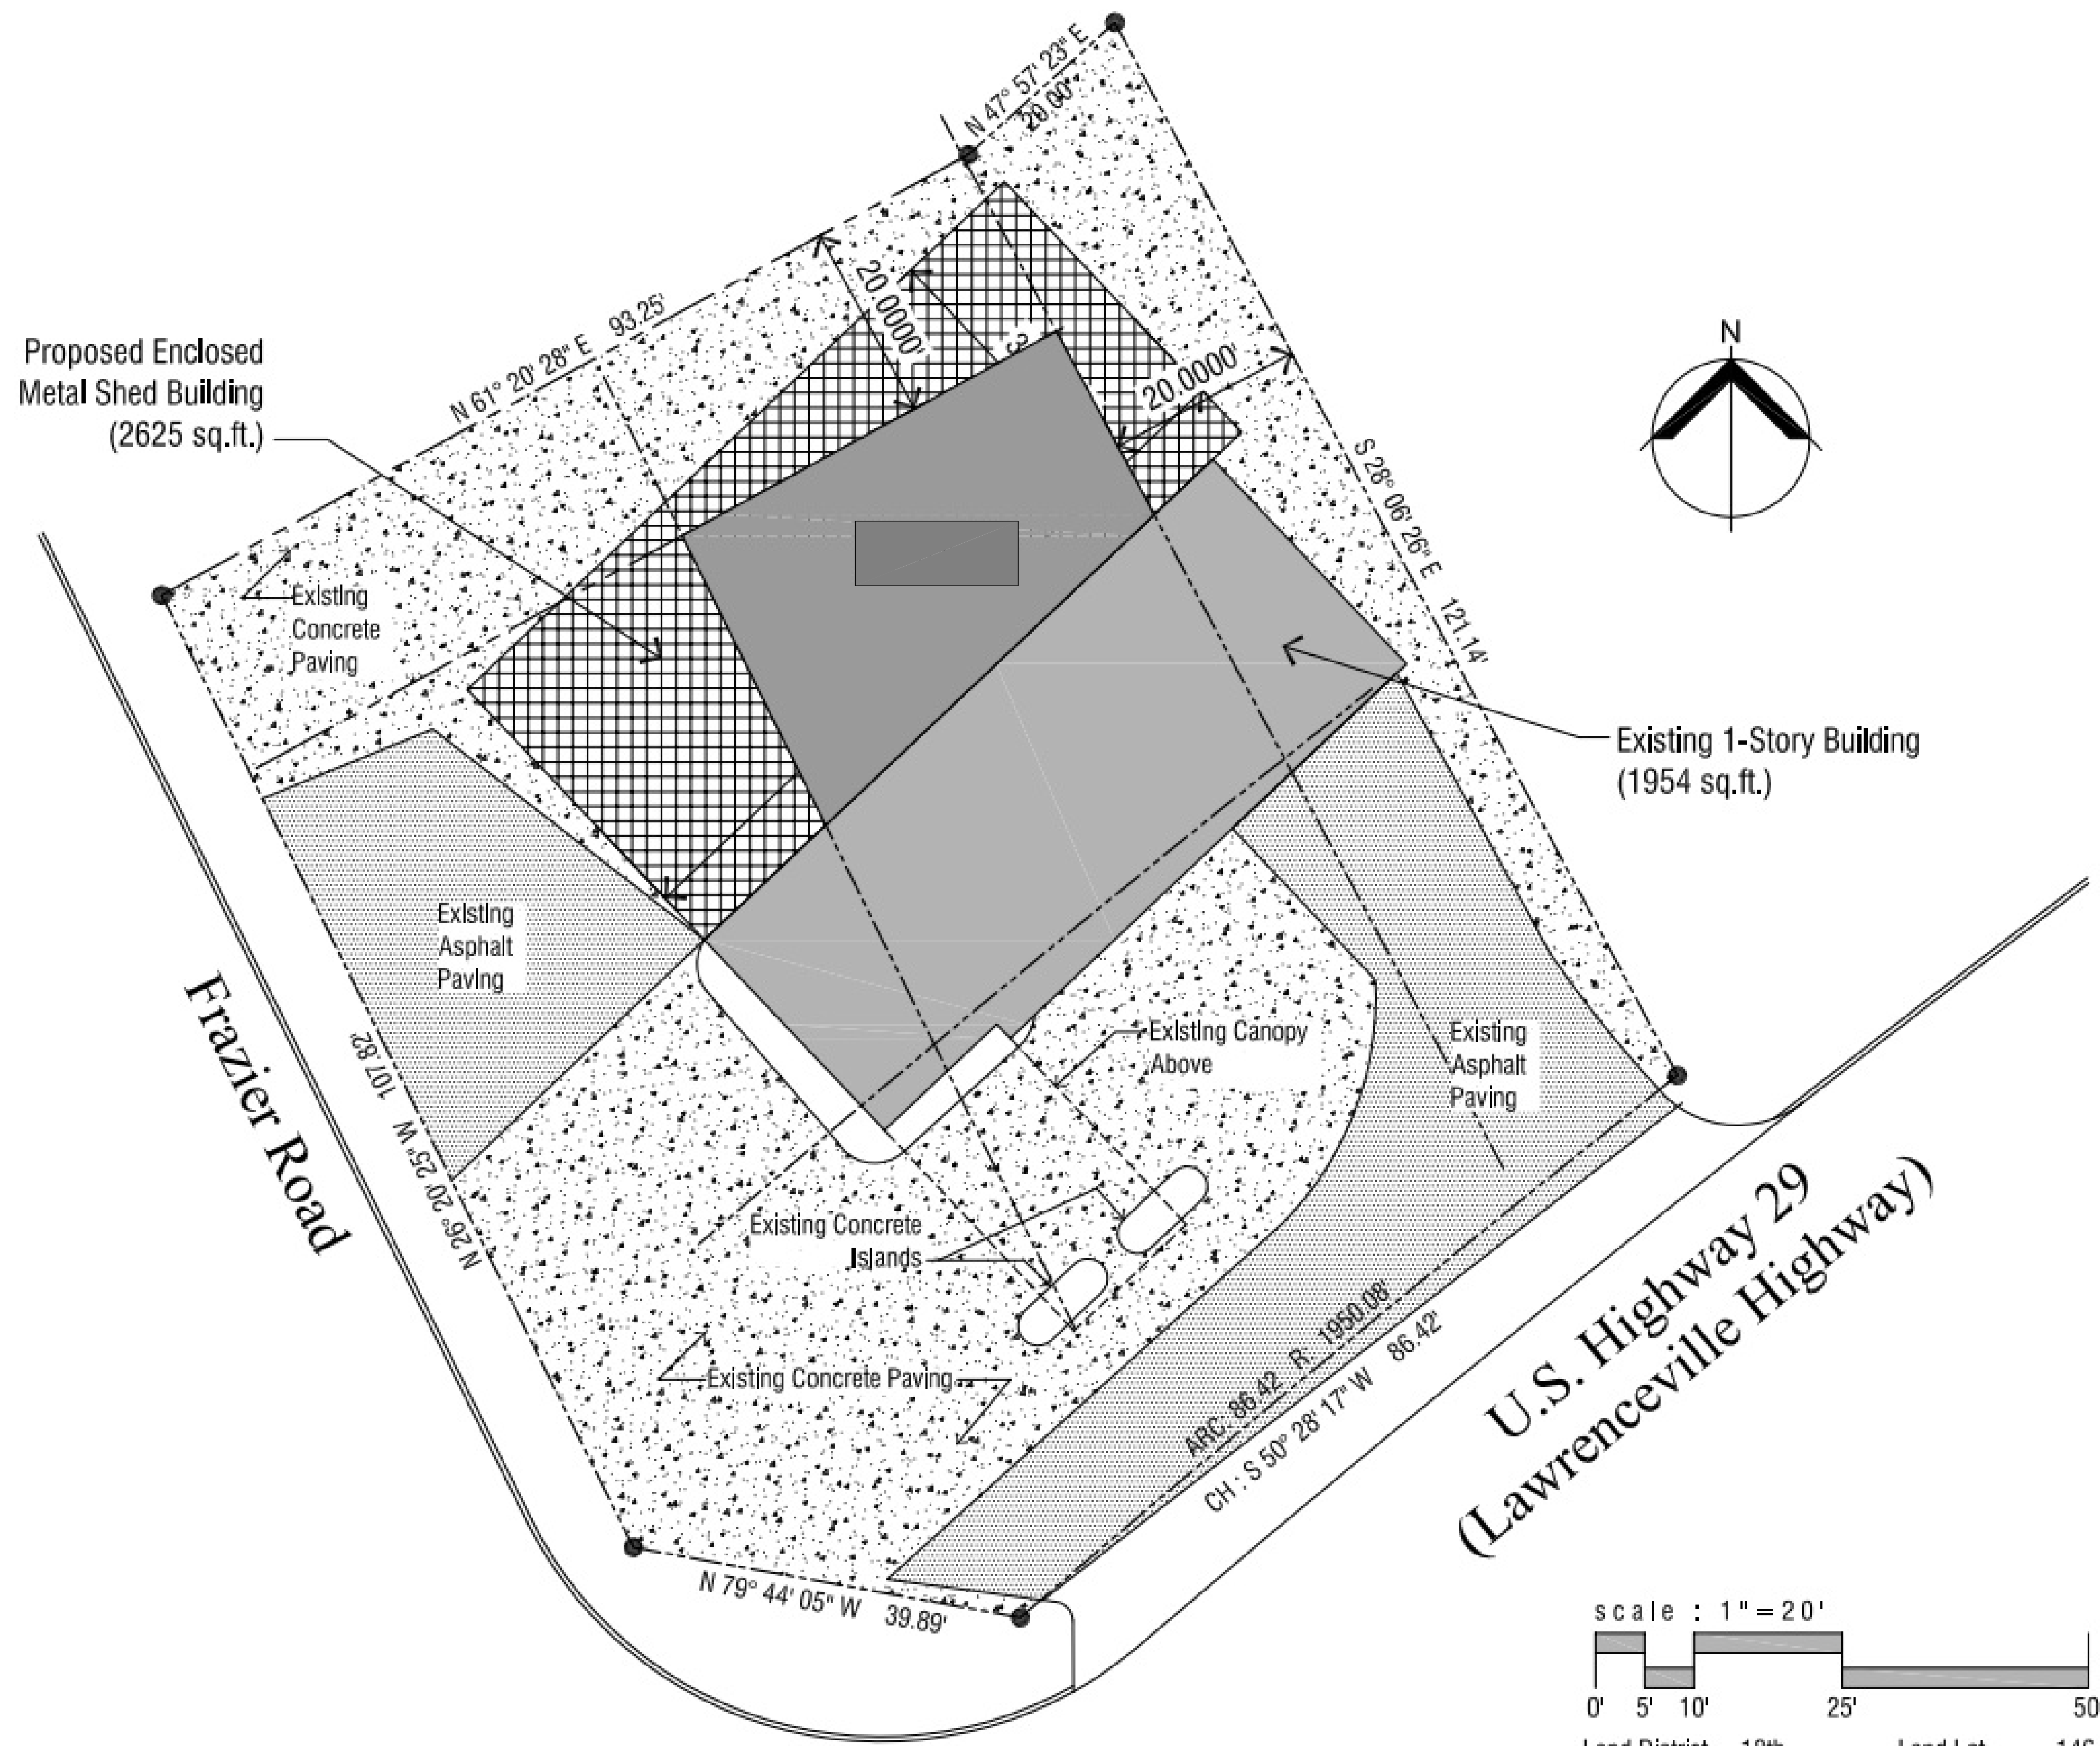 N 47° 57' 23" E
20.00'
N 61° 20' 28" E 93.25'
20.0000'
3
20.0000'
Proposed Enclosed
Metal Shed Building
(2625 sq.ft.)
N
S 28° 06' 26" E 121.14'
Existing
Concrete
Paving
Existing 1-Story Building
(1954 sq.ft.)
Existing
Asphalt
Paving
Frazier Road
N 26° 20' 25" W 107.82'
Existing Canopy
Above
Existing
Asphalt
Paving
Existing Concrete
Islands
Existing Concrete Paving
ARC: 86.42 R 1950.08'
CH : S 50° 28' 17" W 86.42'
U.S. Highway 29
(Lawrenceville Highway)
N 79° 44' 05" W 39.89'
scale : 1"=20'
0' 5' 10' 25' 50